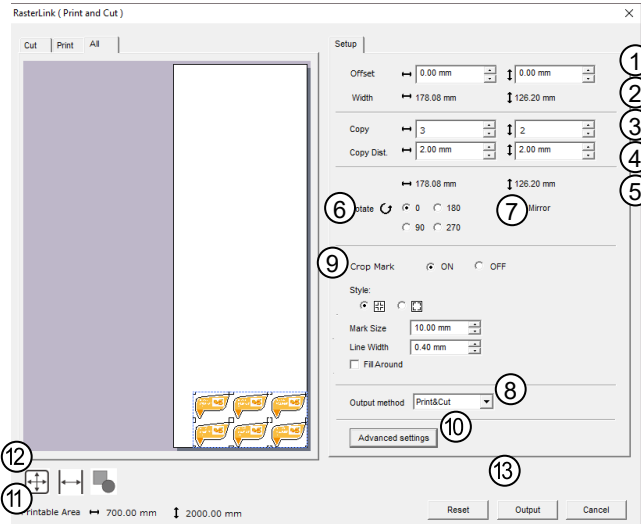 RasterLink ( Print and Cut )
Cut Print All
Setup
Offset 0.00 mm 0.00 mm 1
Width 178.08 mm 126.20 mm 2
Copy 3 2 3
Copy Dist. 2.00 mm 2.00 mm 4
178.08 mm 126.20 mm 5
6 otate 0 180 7 Mirror
90 270
9 Crop Mark ON OFF
Style:
Mark Size 10.00 mm
Line Width 0.40 mm
Fill Around
Output method Print&Cut 8
Advanced settings 10
12
13
11
rintable Area 700.00 mm 2000.00 mm
Reset Output Cancel